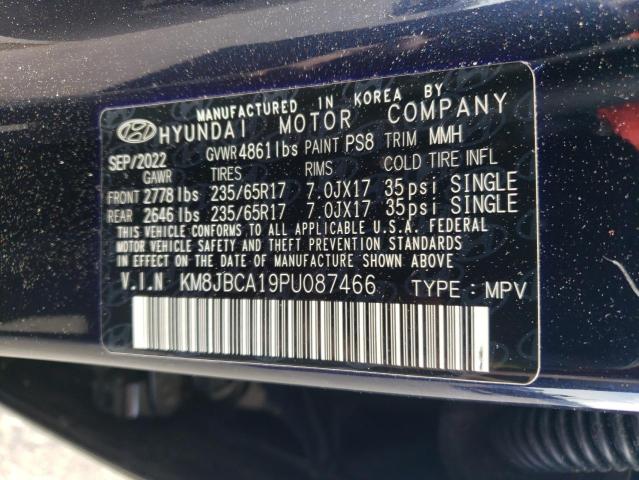 MANUFACTURED IN KOREA BY
HYUNDAI MOTOR COMPANY
SEP/2022 GVWR 4861lbs PAINT PS8 TRIM MMH
GAWR TIRES RIMS COLD TIRE INFL
FRONT 2778 lbs 235/65R17 7.0JX17 35psi SINGLE
REAR 2646 lbs 235/65R17 7.0JX17 35psi SINGLE
THIS VEHICLE CONFORMS TO ALL APPLICABLE U.S.A. FEDERAL
MOTOR VEHICLE SAFETY AND THEFT PREVENTION STANDARDS
IN EFFECT ON THE DATE OF MANUFACTURE SHOWN ABOVE
V.I.N KM8JBCA19PU087466 TYPE : MPV